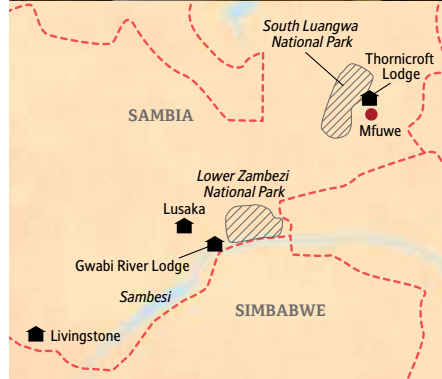 South Luangwa
National Park
Thornicroft
Lodge
SAMBIA
Mfuwe
Lower Zambezi
National Park
Lusaka
Gwabi River Lodge
Sambesi
SIMBABWE
Livingstone